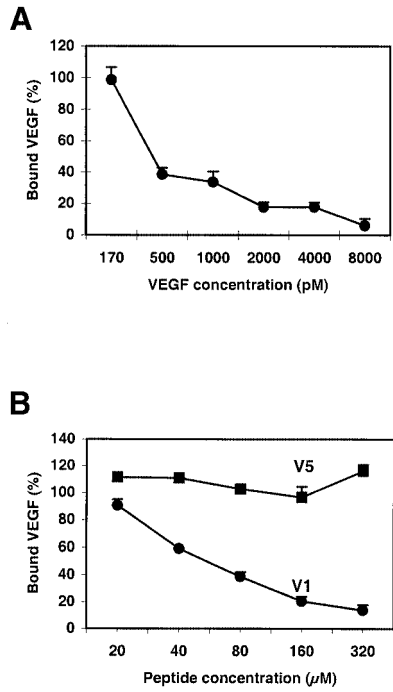 A
120
100
80
60
40
20
0
Bound VEGF (%)
170 500 1000 2000 4000 8000
VEGF concentration (pM)
B
140
120
100
80
60
40
20
0
Bound VEGF (%)
V5
V1
20 40 80 160 320
Peptide concentration (µM)